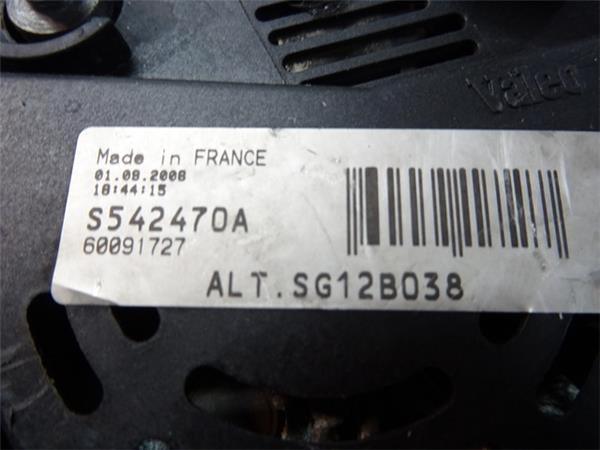 Valeo
Made in FRANCE
01.08.2008
18:44:15
S542470A
60091727
ALT.SG12B038